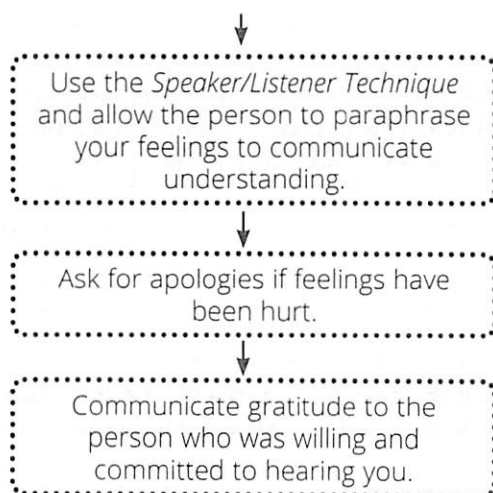 Use the Speaker/Listener Technique
and allow the person to paraphrase
your feelings to communicate
understanding.
Ask for apologies if feelings have
been hurt.
Communicate gratitude to the
person who was willing and
committed to hearing you.